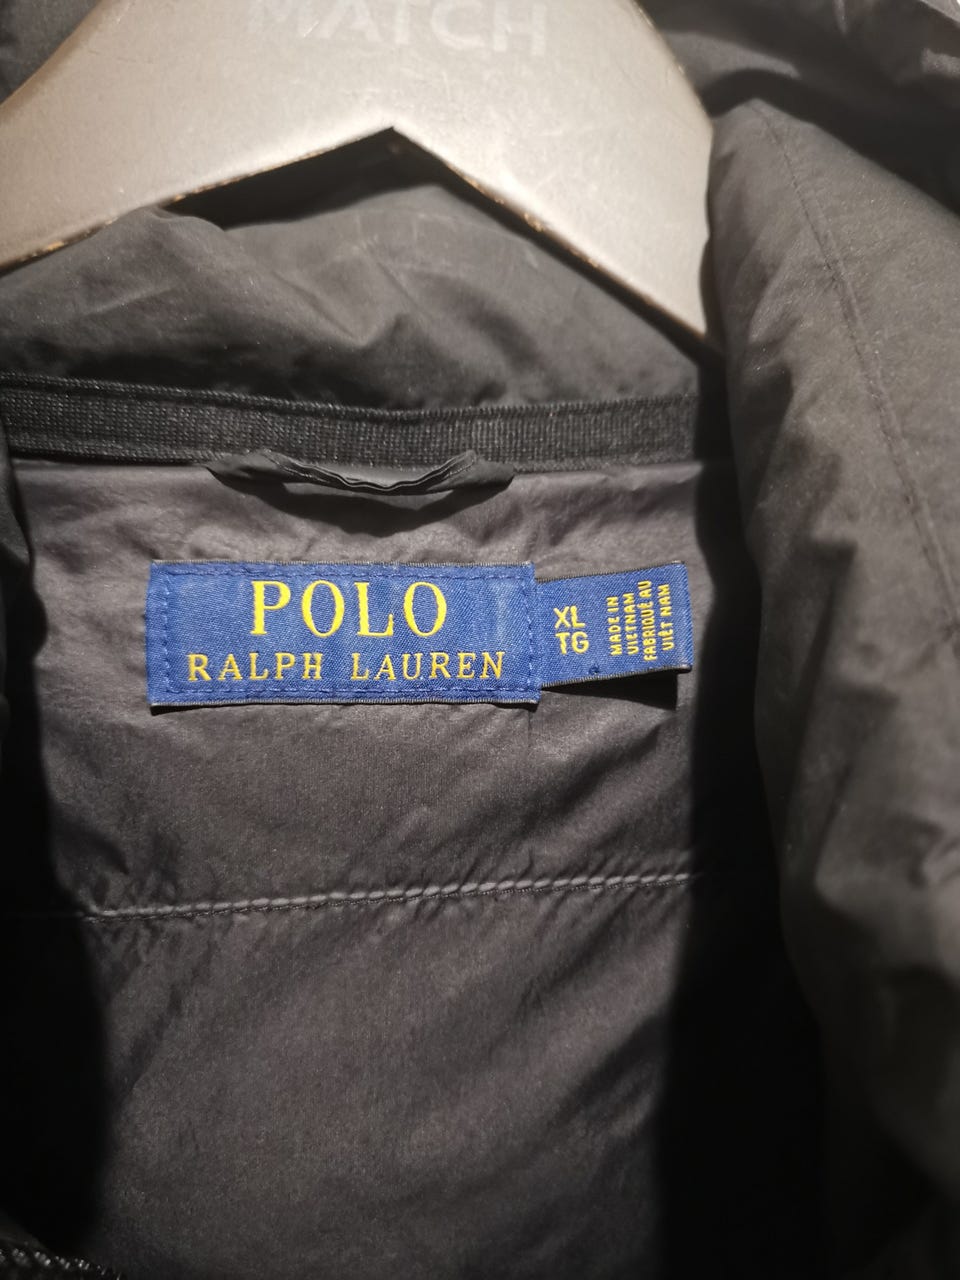 MATCH
POLO
RALPH LAUREN
XL
TG
MADE IN
VIETNAM
FABRIQUÉ AU
VIÊT NAM